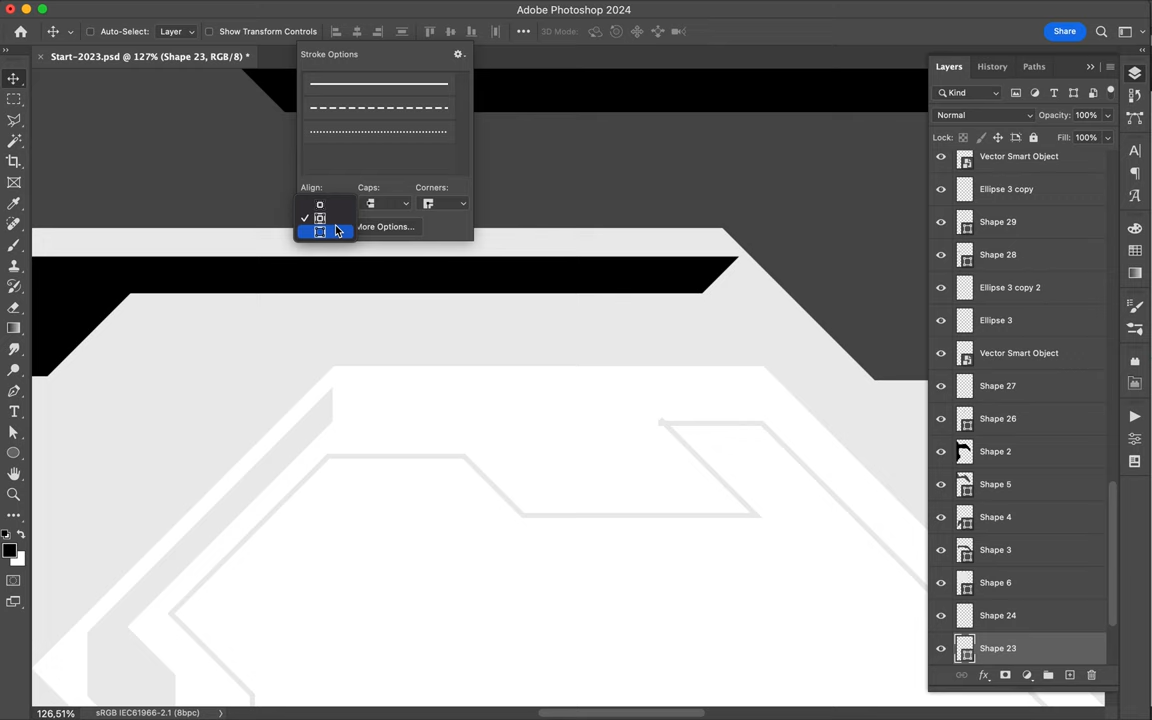 Adobe Photoshop 2024
Auto-Select:
Layer
Show Transform Controls
3D Mode:
Share
Start-2023.psd @ 127% (Shape 23, RGB/8) *
Stroke Options
Align:
Caps:
Corners:
More Options...
Layers
History
Paths
Kind
Normal
Opacity: 100%
Lock:
Fill: 100%
Vector Smart Object
Ellipse 3 copy
Shape 29
Shape 28
Ellipse 3 copy 2
Ellipse 3
Vector Smart Object
Shape 27
Shape 26
Shape 2
Shape 5
Shape 4
Shape 3
Shape 6
Shape 24
Shape 23
126,51%
sRGB IEC61966-2.1 (8bpc)